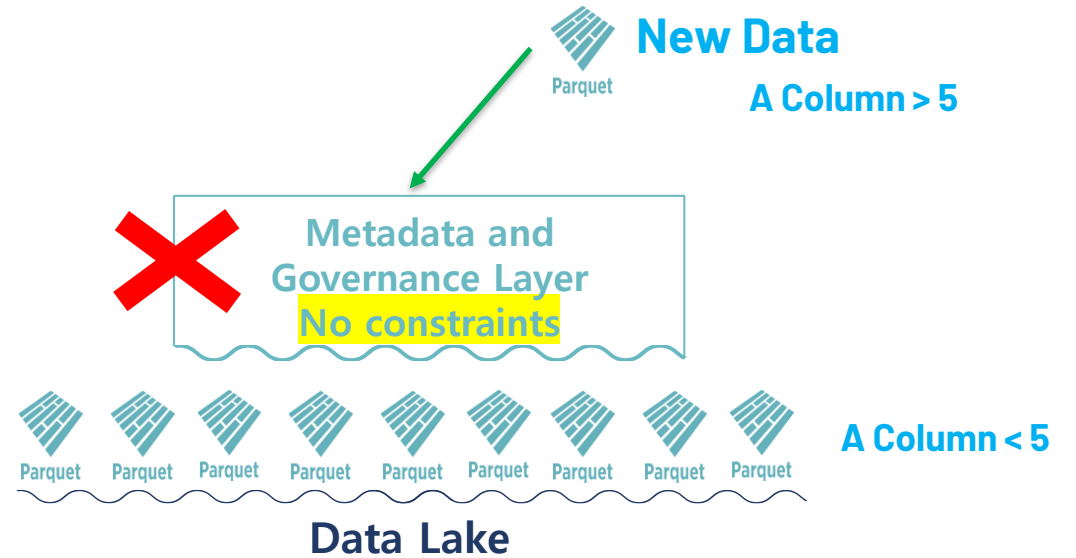 New Data
Parquet
A Column > 5
Metadata and
Governance Layer
No constraints
Parquet Parquet Parquet Parquet Parquet Parquet Parquet Parquet Parquet
A Column < 5
Data Lake